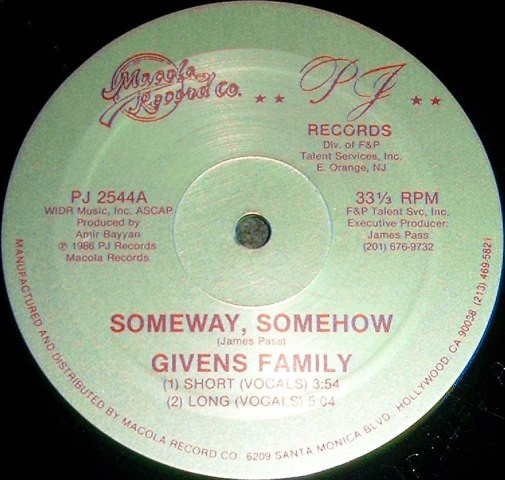 Macola
Record Co.
★ ★
PJ
★ ★
RECORDS
Div. of F&P
Talent Services, Inc.
E. Orange, NJ
PJ 2544A
WIDR Music, Inc. ASCAP
Produced by
Amir Bayyan
℗ 1986 PJ Records
Macola Records
33 1/3 RPM
F&P Talent Svc, Inc.
Executive Producer:
James Pass
(201) 676-9732
SOMEWAY, SOMEHOW
(James Pass)
GIVENS FAMILY
(1) SHORT (VOCALS) 3:54
(2) LONG (VOCALS) 5:04
MANUFACTURED AND DISTRIBUTED BY MACOLA RECORD CO. 6209 SANTA MONICA BLVD. HOLLYWOOD, CA 90038 (213) 469-5821